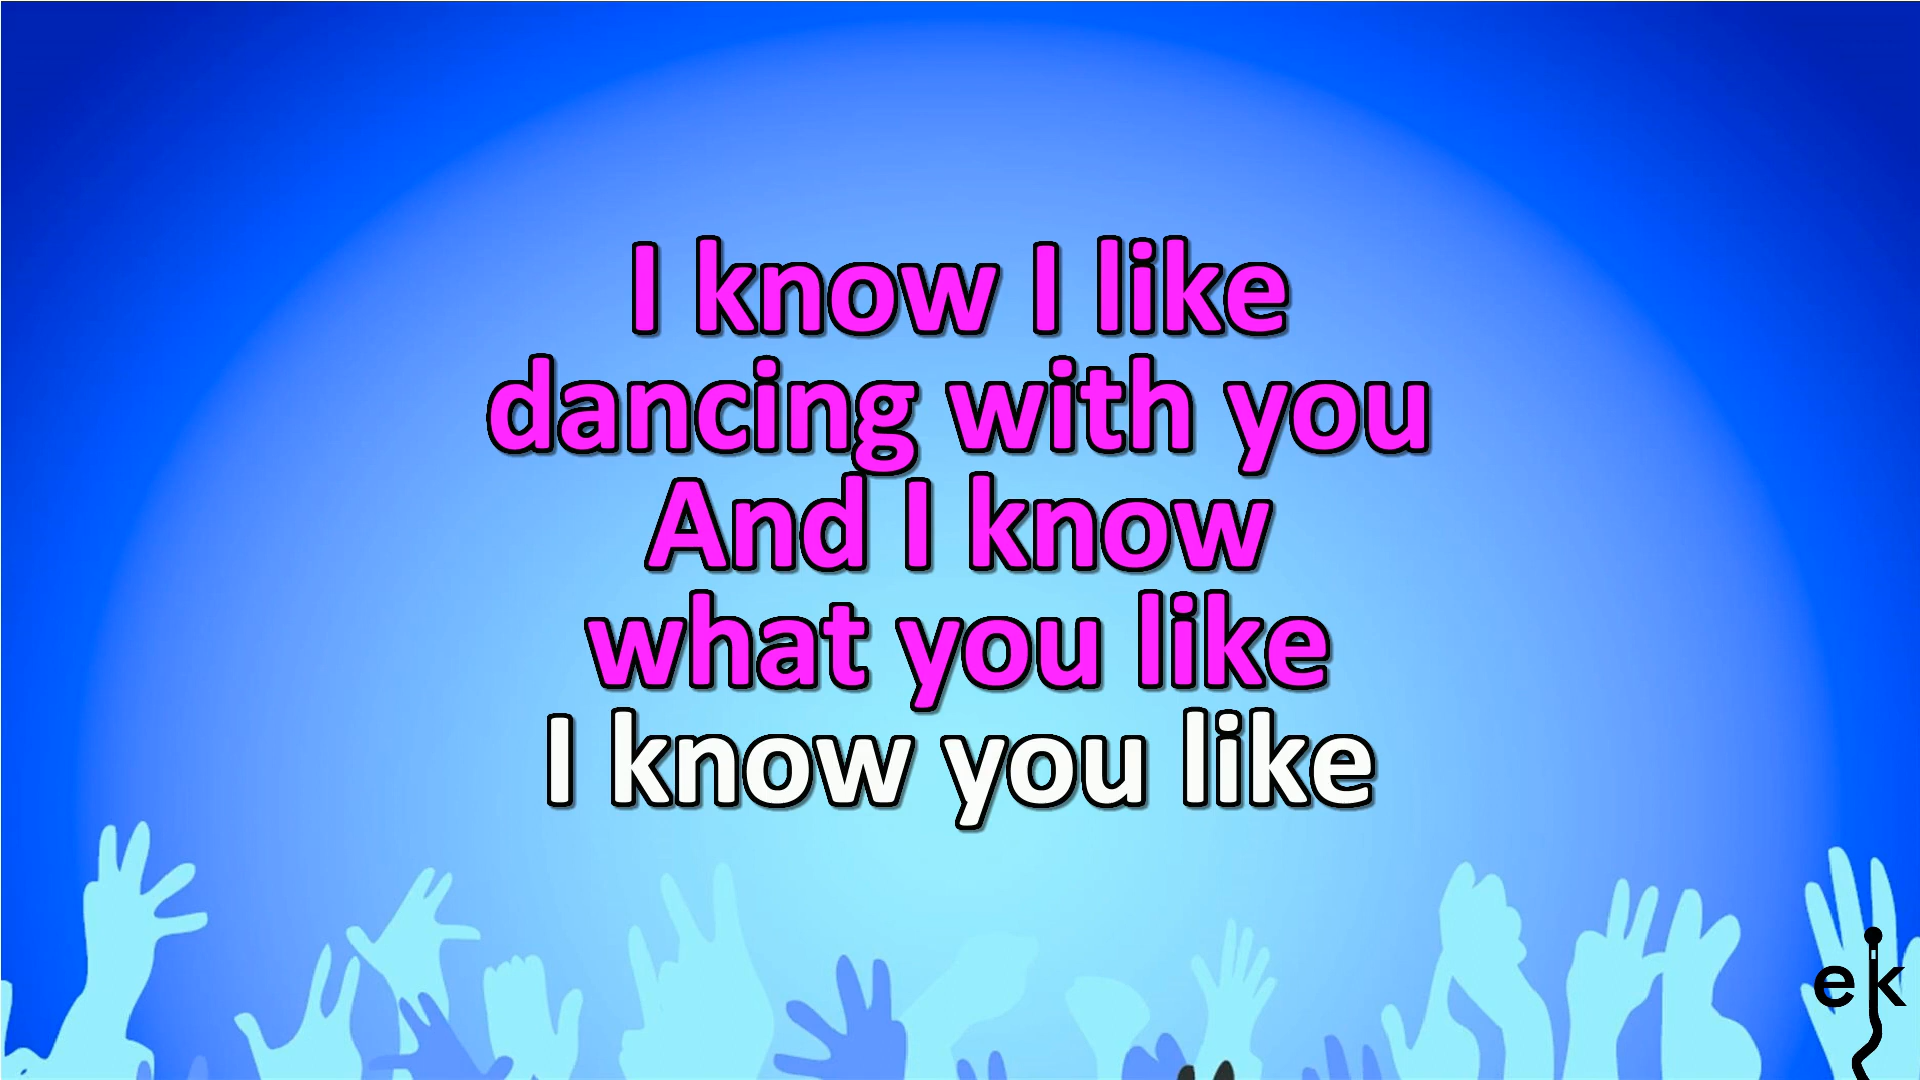 I know I like
dancing with you
And I know
what you like
I know you like
ek